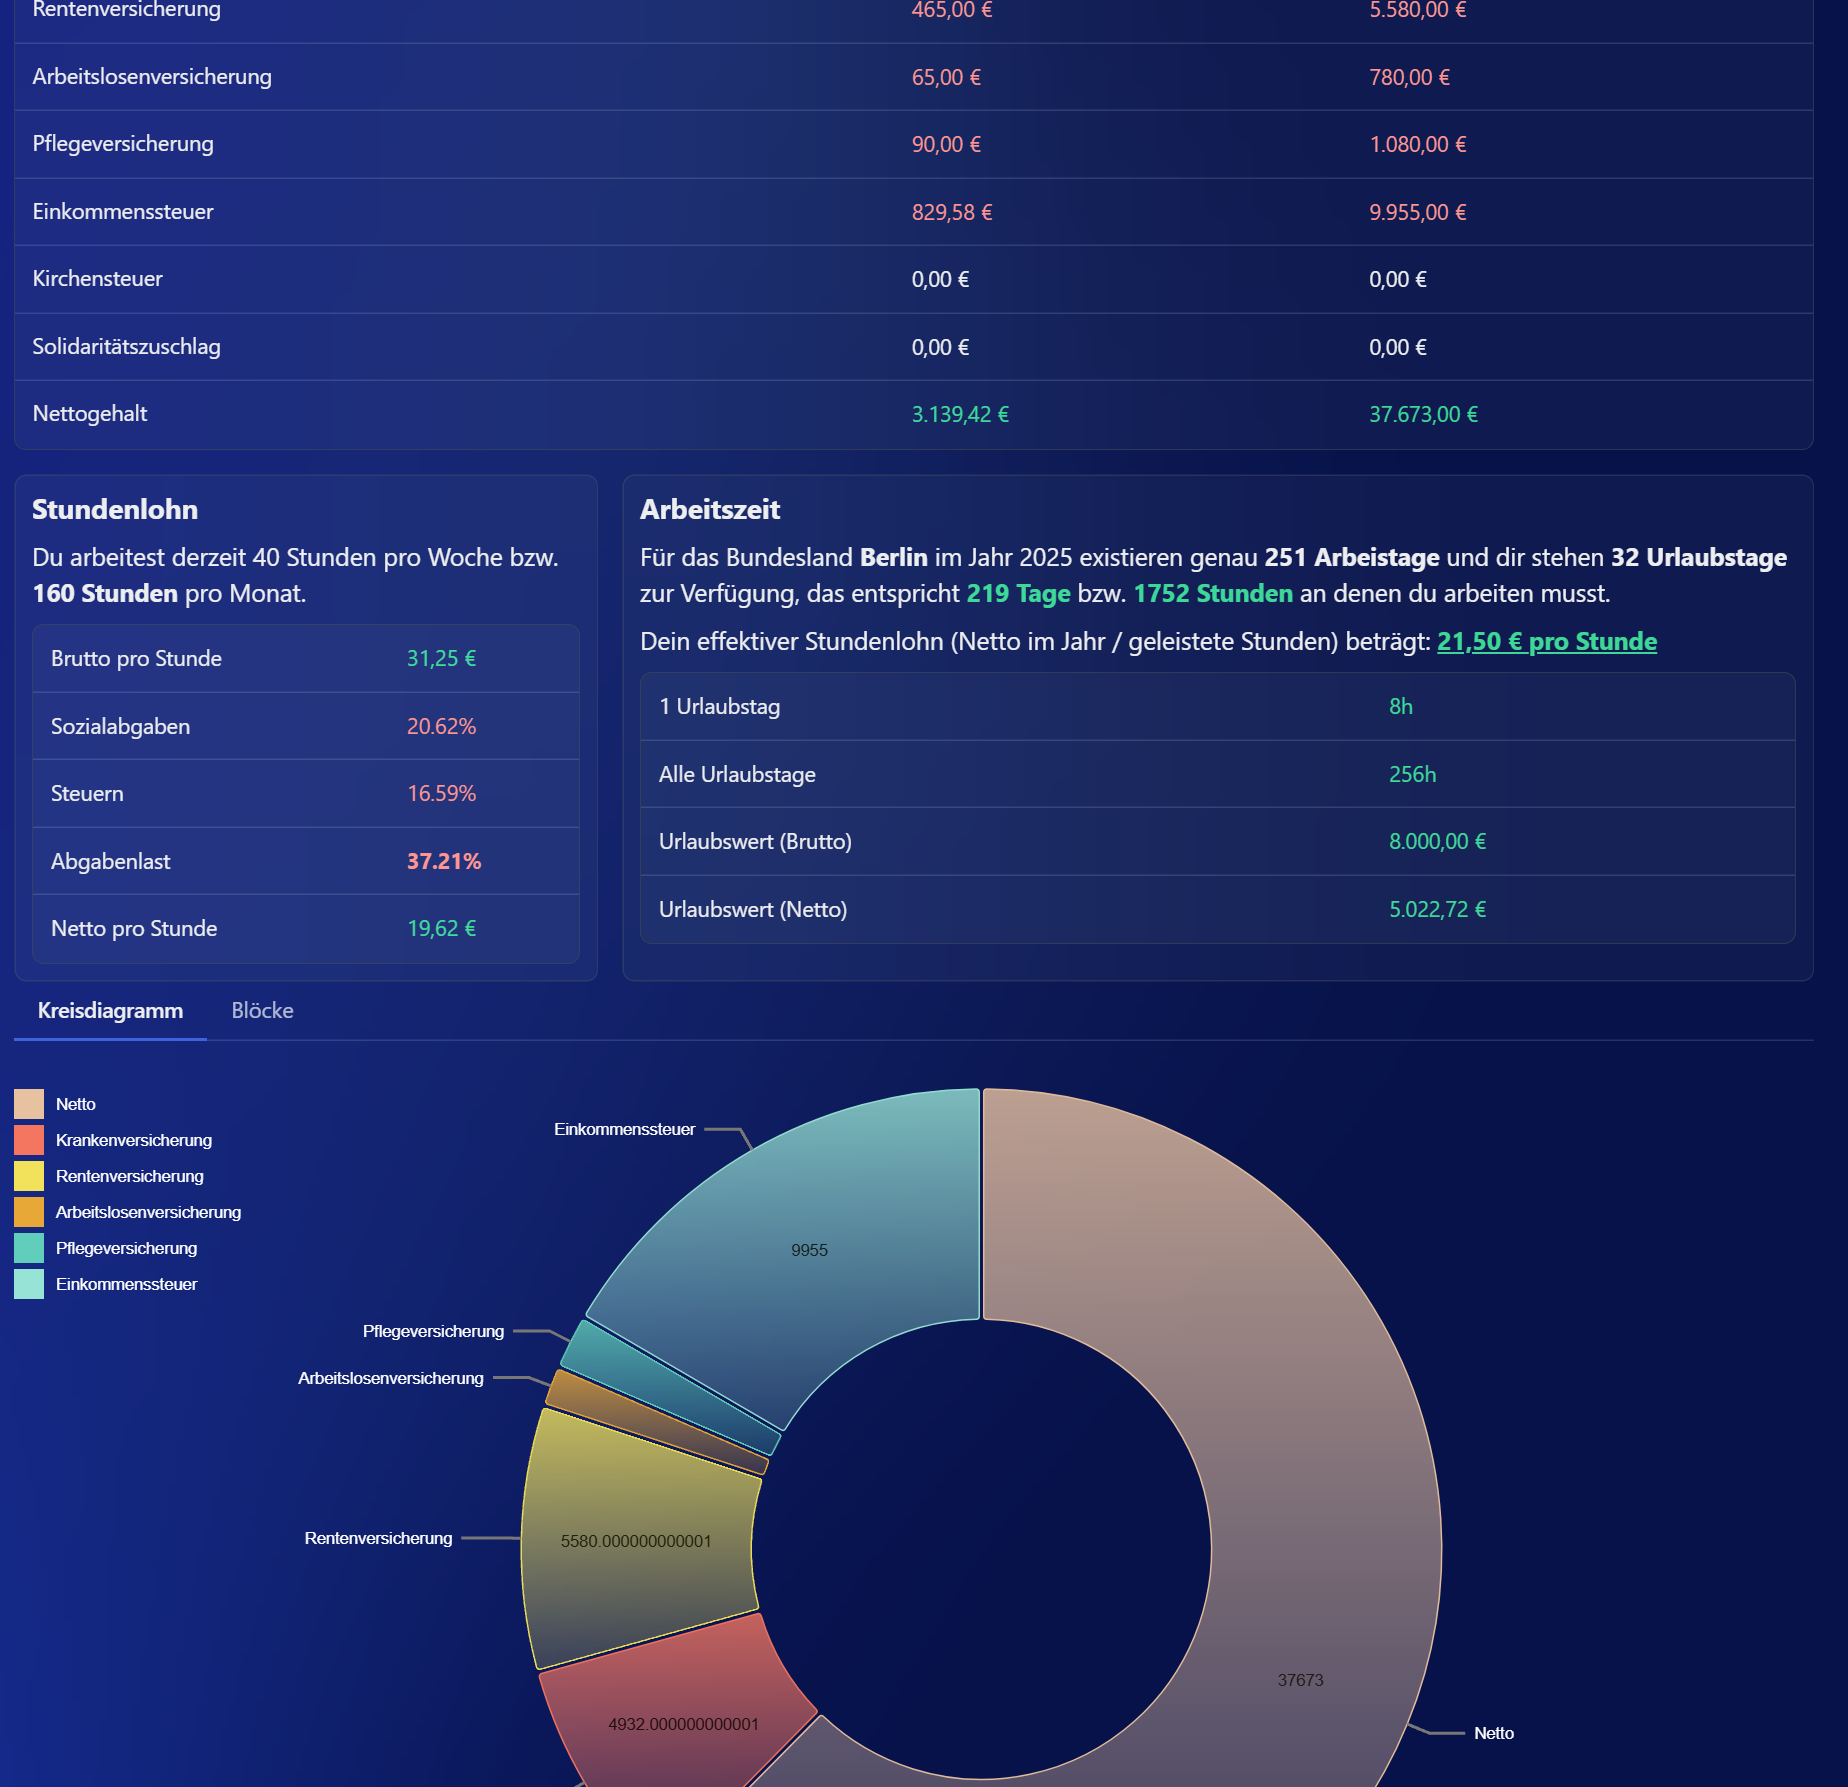 Rentenversicherung 465,00 € 5.580,00 €
Arbeitslosenversicherung 65,00 € 780,00 €
Pflegeversicherung 90,00 € 1.080,00 €
Einkommenssteuer 829,58 € 9.955,00 €
Kirchensteuer 0,00 € 0,00 €
Solidaritätszuschlag 0,00 € 0,00 €
Nettogehalt 3.139,42 € 37.673,00 €
Stundenlohn
Du arbeitest derzeit 40 Stunden pro Woche bzw.
160 Stunden pro Monat.
Brutto pro Stunde 31,25 €
Sozialabgaben 20.62%
Steuern 16.59%
Abgabenlast 37.21%
Netto pro Stunde 19,62 €
Arbeitszeit
Für das Bundesland Berlin im Jahr 2025 existieren genau 251 Arbeistage und dir stehen 32 Urlaubstage
zur Verfügung, das entspricht 219 Tage bzw. 1752 Stunden an denen du arbeiten musst.
Dein effektiver Stundenlohn (Netto im Jahr / geleistete Stunden) beträgt: 21,50 € pro Stunde
1 Urlaubstag 8h
Alle Urlaubstage 256h
Urlaubswert (Brutto) 8.000,00 €
Urlaubswert (Netto) 5.022,72 €
Kreisdiagramm Blöcke
Netto
Krankenversicherung
Rentenversicherung
Arbeitslosenversicherung
Pflegeversicherung
Einkommenssteuer
Einkommenssteuer
9955
Pflegeversicherung
Arbeitslosenversicherung
Rentenversicherung
5580.000000000001
4932.000000000001
37673
Netto